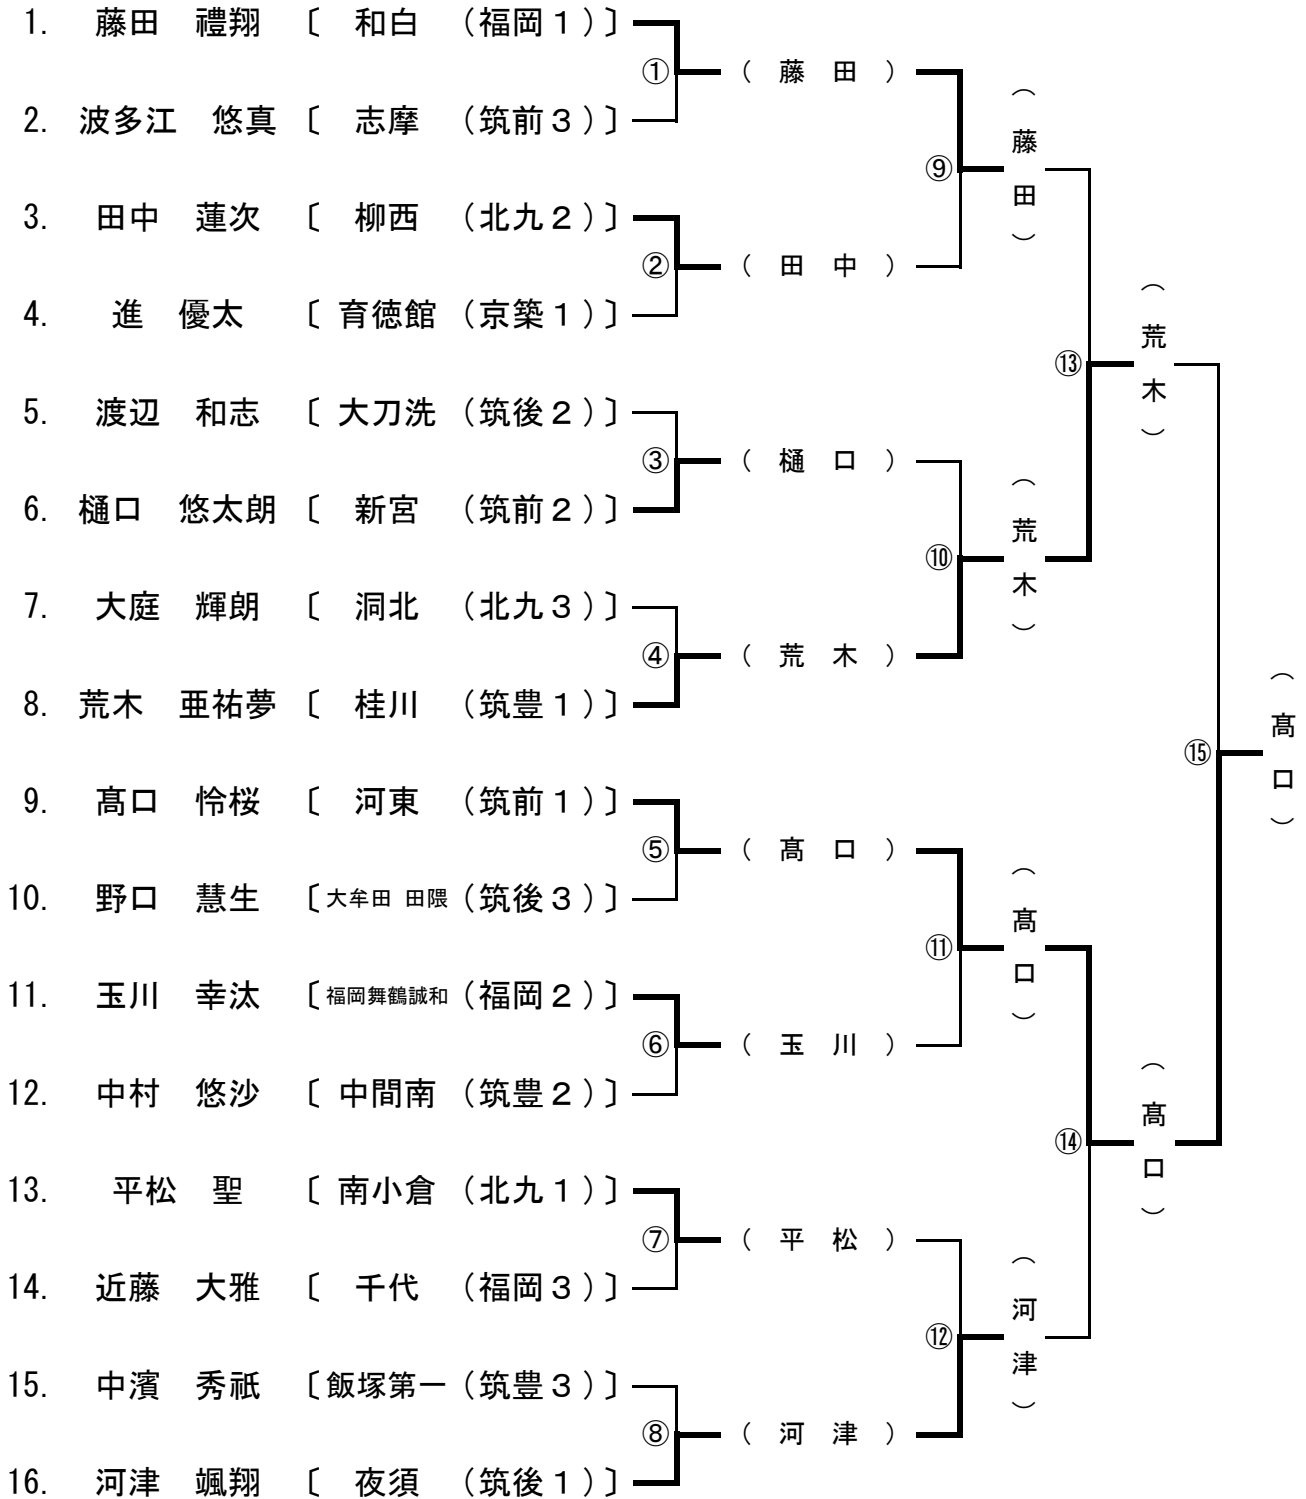 1. 藤田 禮翔 〔 和白 （福岡１）〕
① （ 藤 田 ）
2. 波多江 悠真 〔 志摩 （筑前３）〕
（藤田）
⑨
3. 田中 蓮次 〔 柳西 （北九２）〕
② （ 田 中 ）
4. 進 優太 〔 育徳館 （京築１）〕
（荒木）
⑬
5. 渡辺 和志 〔 大刀洗 （筑後２）〕
③ （ 樋 口 ）
6. 樋口 悠太朗 〔 新宮 （筑前２）〕
（荒木）
⑩
7. 大庭 輝朗 〔 洞北 （北九３）〕
④ （ 荒 木 ）
8. 荒木 亜祐夢 〔 桂川 （筑豊１）〕
（髙口）
⑮
9. 髙口 怜桜 〔 河東 （筑前１）〕
⑤ （ 髙 口 ）
10. 野口 慧生 〔大牟田 田隈（筑後３）〕
（髙口）
⑪
11. 玉川 幸汰 〔福岡舞鶴誠和（福岡２）〕
⑥ （ 玉 川 ）
12. 中村 悠沙 〔 中間南 （筑豊２）〕
（髙口）
⑭
13. 平松 聖 〔 南小倉 （北九１）〕
⑦ （ 平 松 ）
14. 近藤 大雅 〔 千代 （福岡３）〕
（河津）
⑫
15. 中濱 秀祇 〔飯塚第一（筑豊３）〕
⑧ （ 河 津 ）
16. 河津 颯翔 〔 夜須 （筑後１）〕